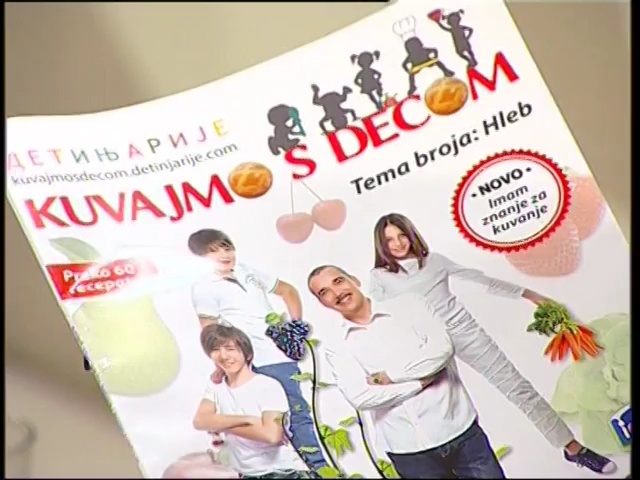 ДЕТИЊАРИЈЕ
kuvajmosdecom.detinjarije.com
KUVAJMO S DECOM
Tema broja: Hleb
• NOVO •
Imam
znanje za
kuvanje
Preko 60
recepata